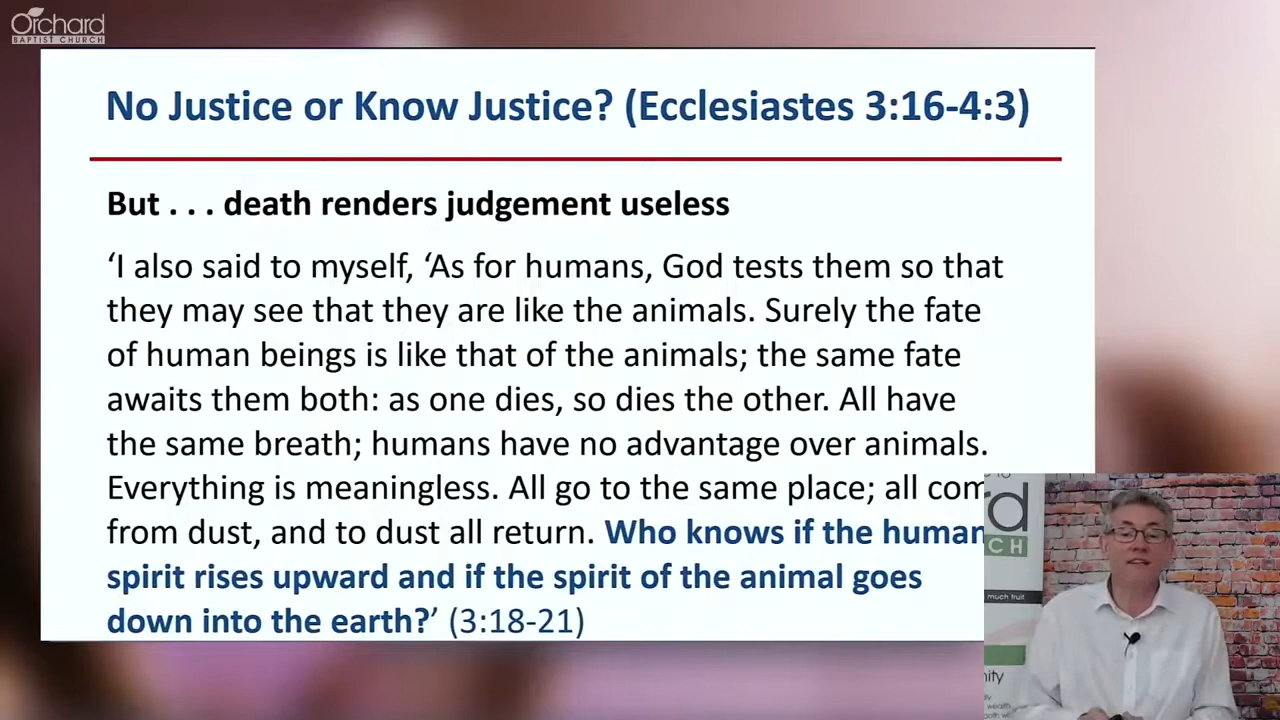 Orchard
BAPTIST CHURCH
No Justice or Know Justice? (Ecclesiastes 3:16-4:3)
But . . . death renders judgement useless
‘I also said to myself, ‘As for humans, God tests them so that
they may see that they are like the animals. Surely the fate
of human beings is like that of the animals; the same fate
awaits them both: as one dies, so dies the other. All have
the same breath; humans have no advantage over animals.
Everything is meaningless. All go to the same place; all com
from dust, and to dust all return. Who knows if the human
spirit rises upward and if the spirit of the animal goes
down into the earth?’ (3:18-21)
rd
CH
much fruit
nity
wealth